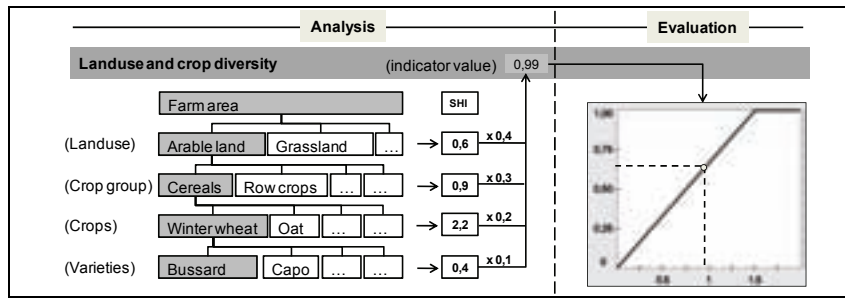 Analysis Evaluation
Landuse and crop diversity (indicator value) 0,99
Farm area SHI
(Landuse) Arable land Grassland ... 0,6 x 0,4
(Crop group) Cereals Row crops ... ... 0,9 x 0,3
(Crops) Winter wheat Oat ... ... 2,2 x 0,2
(Varieties) Bussard Capo ... ... 0,4 x 0,1
1,00
0,75
0,50
0,25
0
0,5 1 1,5